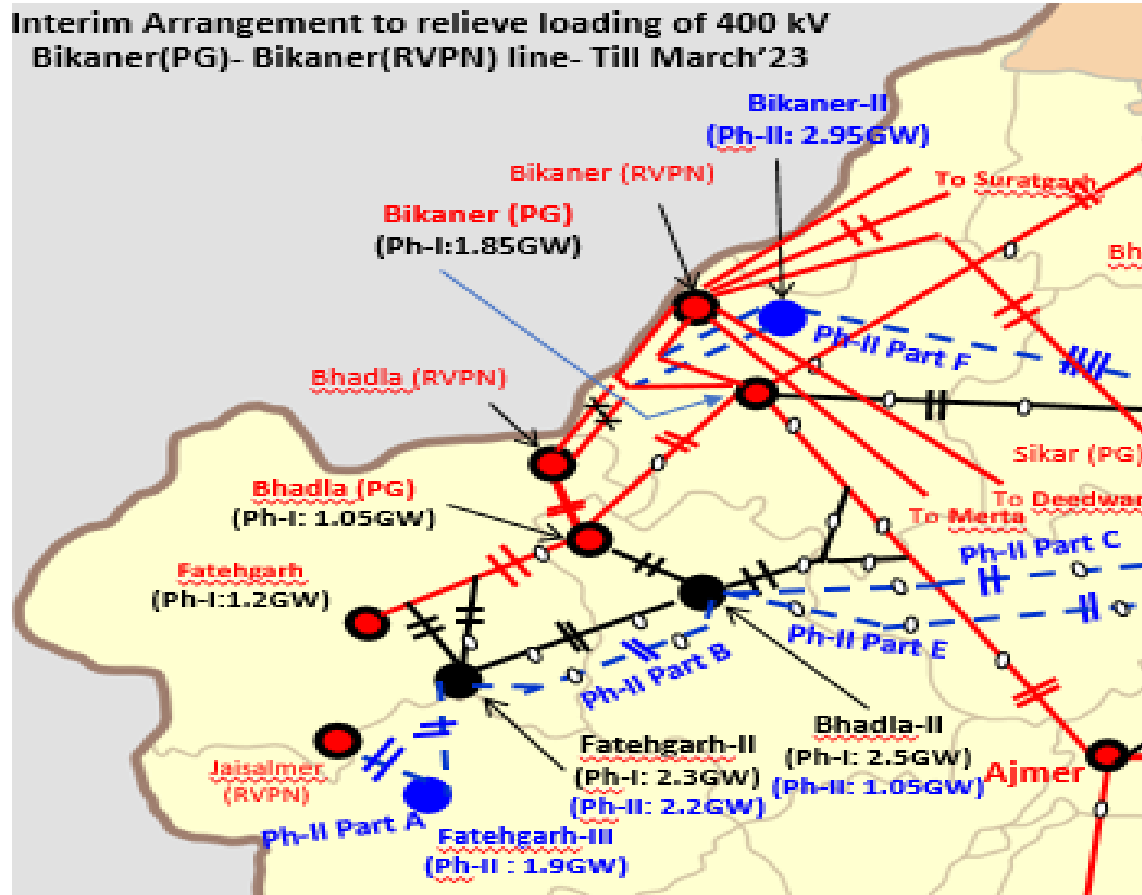 Interim Arrangement to relieve loading of 400 kV
Bikaner(PG)- Bikaner(RVPN) line- Till March'23
Bikaner-II
(Ph-II: 2.95GW)
Bikaner (RVPN)
To Suratgarh
Bikaner (PG)
(Ph-I:1.85GW)
Bh
Ph-II Part F
Bhadla (RVPN)
Sikar (PG)
Bhadla (PG)
(Ph-I: 1.05GW)
To Deedwan
To Merta
Ph-II Part C
Fatehgarh
(Ph-I:1.2GW)
Ph-II Part E
Ph-II Part B
Bhadla-II
(Ph-I: 2.5GW)
(Ph-II: 1.05GW)
Fatehgarh-II
(Ph-I: 2.3GW)
(Ph-II: 2.2GW)
Ajmer
Jaisalmer
(RVPN)
Ph-II Part A
Fatehgarh-III
(Ph-II : 1.9GW)